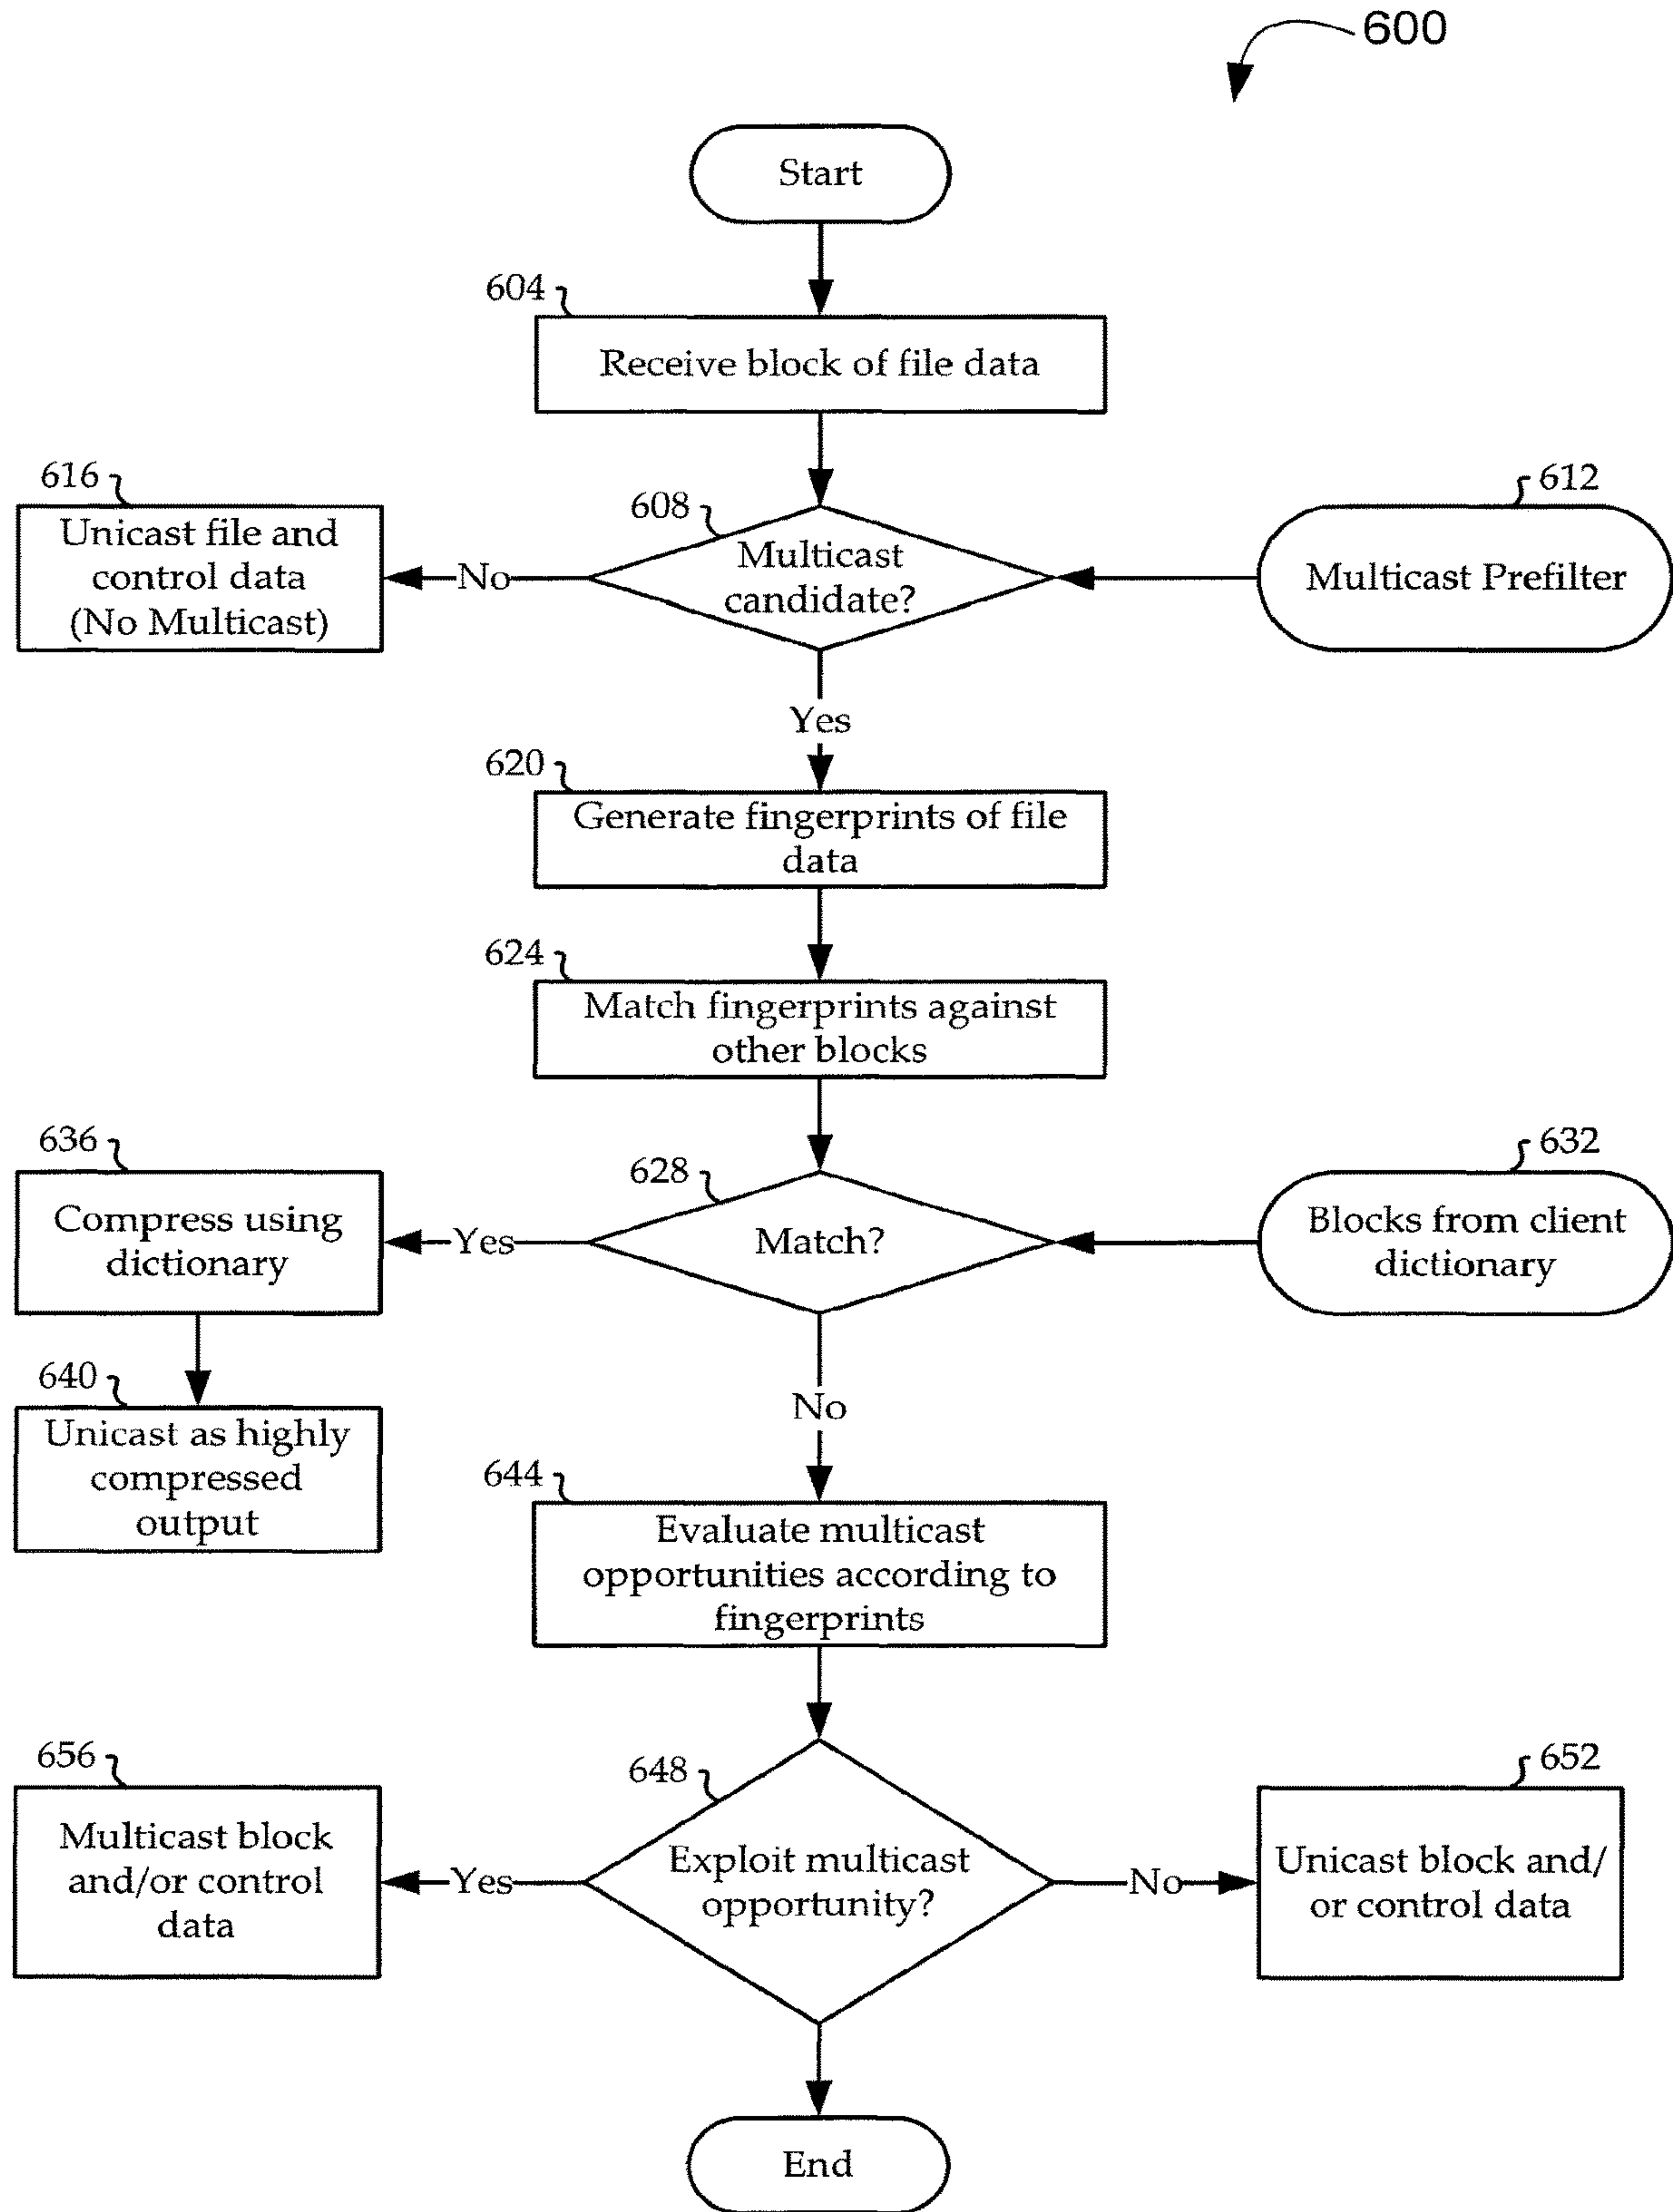 600
Start
604
Receive block of file data
616
Unicast file and
control data
(No Multicast)
No
608
Multicast
candidate?
612
Multicast Prefilter
Yes
620
Generate fingerprints of file
data
624
Match fingerprints against
other blocks
636
Compress using
dictionary
Yes
628
Match?
632
Blocks from client
dictionary
640
Unicast as highly
compressed
output
No
644
Evaluate multicast
opportunities according to
fingerprints
656
Multicast block
and/or control
data
Yes
648
Exploit multicast
opportunity?
No
652
Unicast block and/
or control data
End